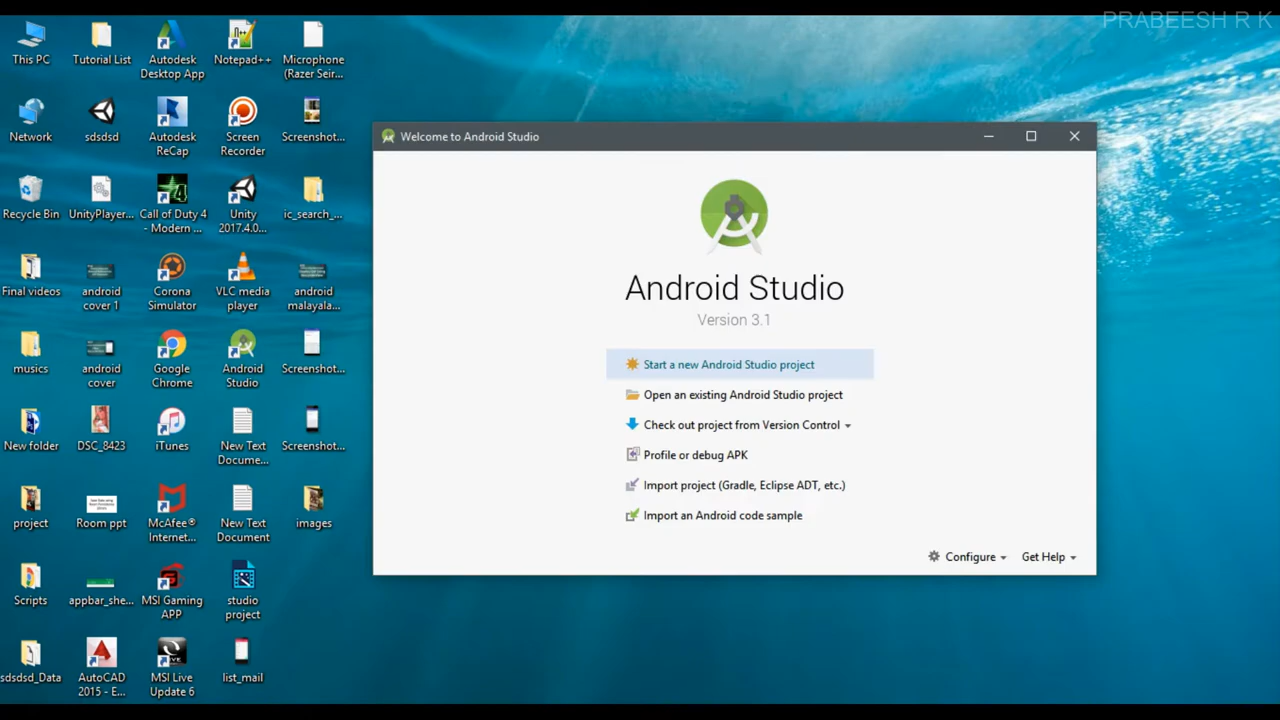 PRABEESH R K
This PC
Tutorial List
Autodesk
Desktop App
Notepad++
Microphone
(Razer Seir...
Network
sdsdsd
Autodesk
ReCap
Screen
Recorder
Screenshot...
Recycle Bin
UnityPlayer...
Call of Duty 4
- Modern ...
Unity
2017.4.0...
ic_search_...
Final videos
android
cover 1
Corona
Simulator
VLC media
player
android
malayala...
musics
android
cover
Google
Chrome
Android
Studio
Screenshot...
New folder
DSC_8423
iTunes
New Text
Docume...
Screenshot...
project
Room ppt
McAfee®
Internet...
New Text
Document
images
Scripts
appbar_she...
MSI Gaming
APP
studio
project
sdsdsd_Data
AutoCAD
2015 - E...
MSI Live
Update 6
list_mail
Welcome to Android Studio
Android Studio
Version 3.1
Start a new Android Studio project
Open an existing Android Studio project
Check out project from Version Control
Profile or debug APK
Import project (Gradle, Eclipse ADT, etc.)
Import an Android code sample
Configure
Get Help